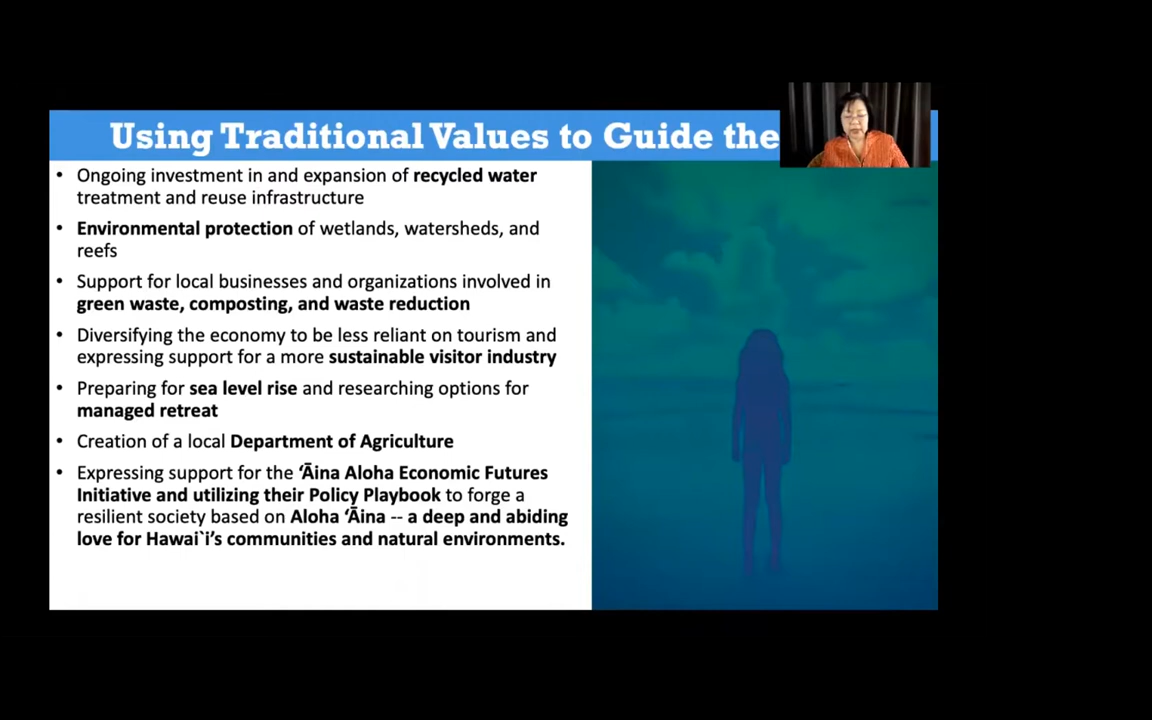 Using Traditional Values to Guide the
• Ongoing investment in and expansion of recycled water
treatment and reuse infrastructure
• Environmental protection of wetlands, watersheds, and
reefs
• Support for local businesses and organizations involved in
green waste, composting, and waste reduction
• Diversifying the economy to be less reliant on tourism and
expressing support for a more sustainable visitor industry
• Preparing for sea level rise and researching options for
managed retreat
• Creation of a local Department of Agriculture
• Expressing support for the ‘Āina Aloha Economic Futures
Initiative and utilizing their Policy Playbook to forge a
resilient society based on Aloha ‘Āina -- a deep and abiding
love for Hawai`i’s communities and natural environments.